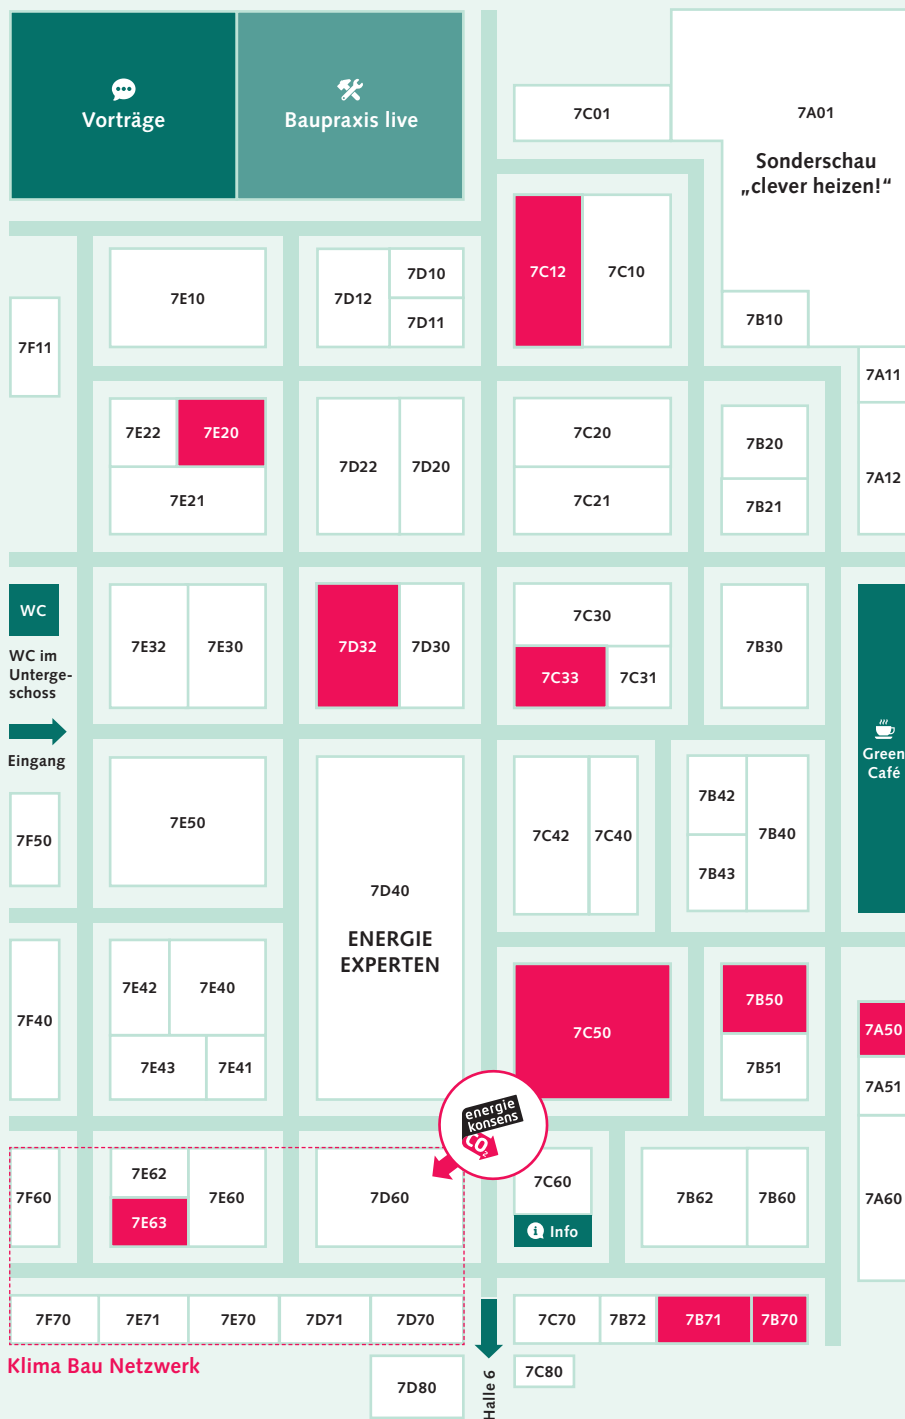 Vorträge
Baupraxis live
7C01
7A01
Sonderschau
„clever heizen!“
7C12
7C10
7E10
7D12
7D10
7D11
7B10
7F11
7A11
7E22
7E20
7E21
7D22
7D20
7C20
7C21
7B20
7B21
7A12
WC
WC im
Unterge-
schoss
Eingang
7E32
7E30
7D32
7D30
7C30
7C33
7C31
7B30
Green
Café
7F50
7E50
7D40
ENERGIE
EXPERTEN
7C42
7C40
7B42
7B43
7B40
7F40
7E42
7E40
7E43
7E41
7C50
7B50
7B51
7A50
7A51
energie
konsens
CO₂
7F60
7E62
7E63
7E60
7D60
7C60
Info
7B62
7B60
7A60
7F70
7E71
7E70
7D71
7D70
7C70
7B72
7B71
7B70
Klima Bau Netzwerk
7D80
Halle 6
7C80